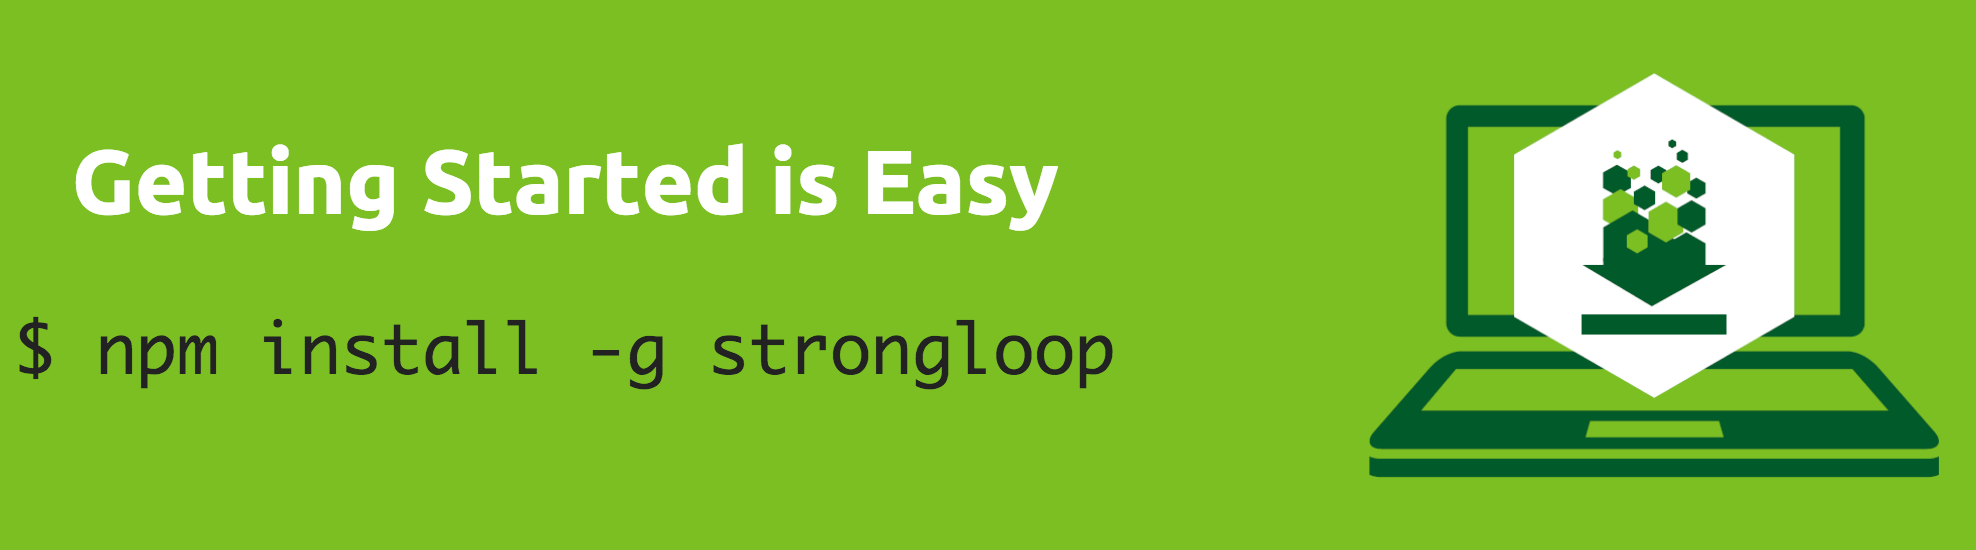 Getting Started is Easy
$ npm install -g strongloop